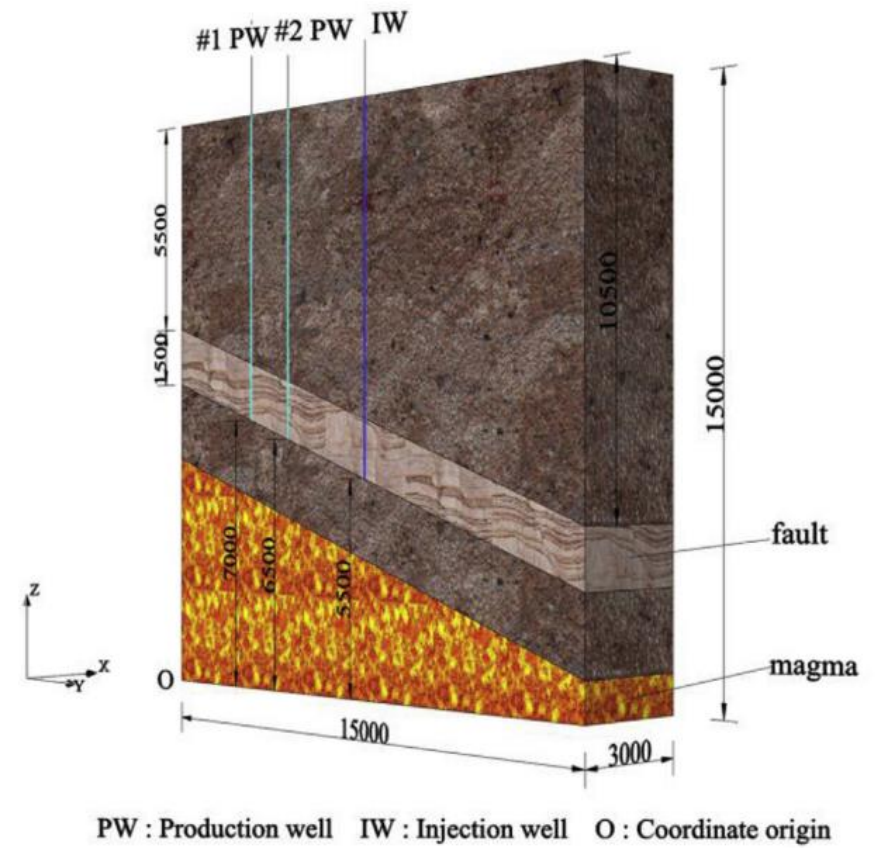 #1 PW #2 PW IW
5500
1500
10500
15000
7000
6500
5500
fault
magma
Z
X
Y
O
15000
3000
PW : Production well IW : Injection well O : Coordinate origin